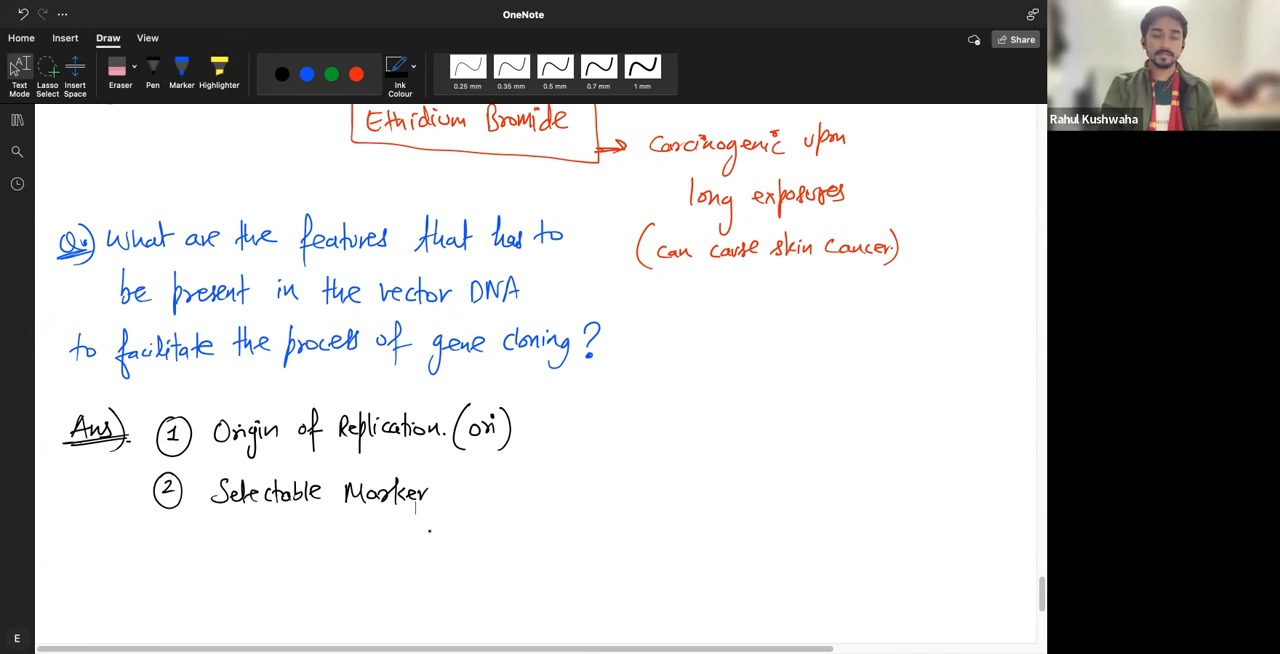 OneNote
Home Insert Draw View
Share
Text Mode
Lasso Select
Insert Space
Eraser
Pen
Marker
Highlighter
Ink Colour
0.25 mm
0.35 mm
0.5 mm
0.7 mm
1 mm
Rahul Kushwaha
Ethidium Bromide
Carcinogenic upon
long exposures
(can cause skin cancer.)
Qs) What are the features that has to
be present in the vector DNA
to facilitate the process of gene cloning?
Ans). 1 Origin of Replication. (ori)
2 Selectable Marker
E